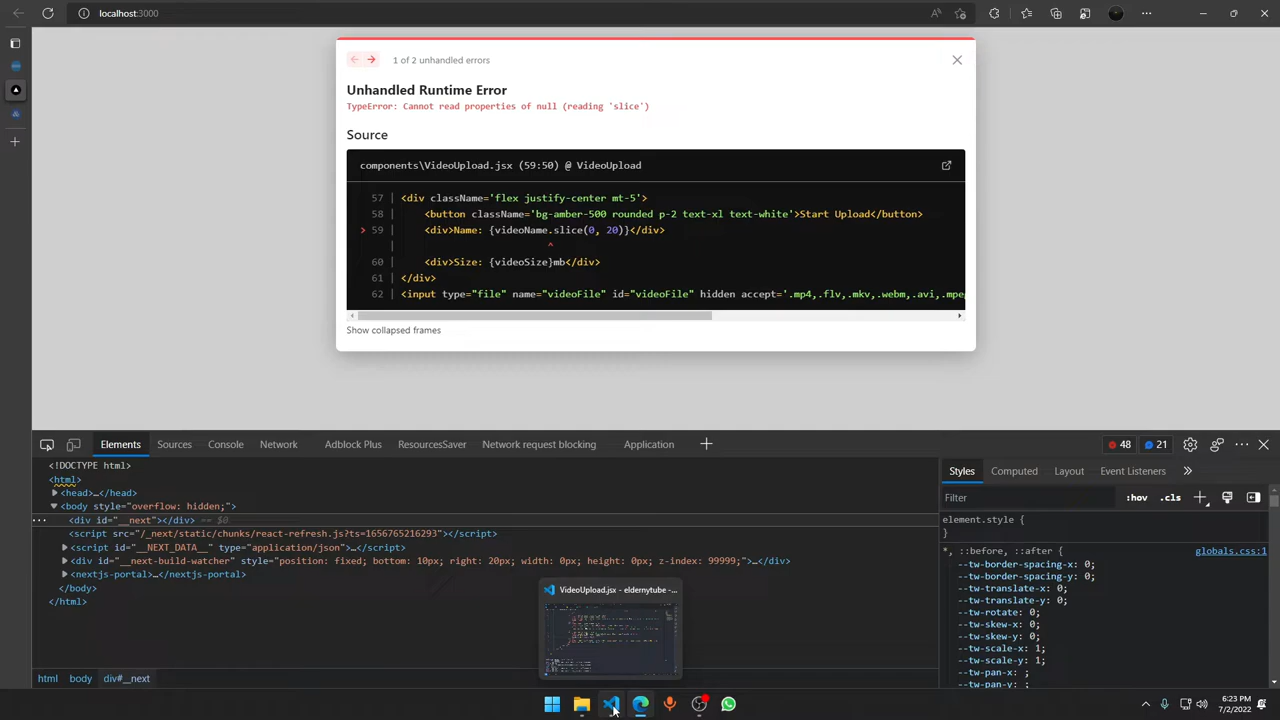 localhost:3000
1 of 2 unhandled errors
Unhandled Runtime Error
TypeError: Cannot read properties of null (reading 'slice')
Source
components\VideoUpload.jsx (59:50) @ VideoUpload
57 | <div className='flex justify-center mt-5'>
58 | <button className='bg-amber-500 rounded p-2 text-xl text-white'>Start Upload</button>
> 59 | <div>Name: {videoName.slice(0, 20)}</div>
| ^
60 | <div>Size: {videoSize}mb</div>
61 | </div>
62 | <input type="file" name="videoFile" id="videoFile" hidden accept='.mp4,.flv,.mkv,.webm,.avi,.mpe
Show collapsed frames
Elements Sources Console Network Adblock Plus ResourcesSaver Network request blocking Application 48 21
<!DOCTYPE html>
<html>
<head>…</head>
<body style="overflow: hidden;">
<div id="__next"></div> == $0
<script src="/_next/static/chunks/react-refresh.js?ts=1656765216293"></script>
<script id="__NEXT_DATA__" type="application/json">…</script>
<div id="__next-build-watcher" style="position: fixed; bottom: 10px; right: 20px; width: 0px; height: 0px; z-index: 99999;">…</div>
<nextjs-portal>…</nextjs-portal>
</body>
</html>
html body div#__next
Styles Computed Layout Event Listeners
Filter :hov .cls
element.style {
}
*, ::before, ::after { globals.css:1
--tw-border-spacing-x: 0;
--tw-border-spacing-y: 0;
--tw-translate-x: 0;
--tw-translate-y: 0;
--tw-rotate: 0;
--tw-skew-x: 0;
--tw-skew-y: 0;
--tw-scale-x: 1;
--tw-scale-y: 1;
--tw-pan-x: ;
--tw-pan-y: ;
VideoUpload.jsx - eldernytube -...
6:23 PM
7/2/2022